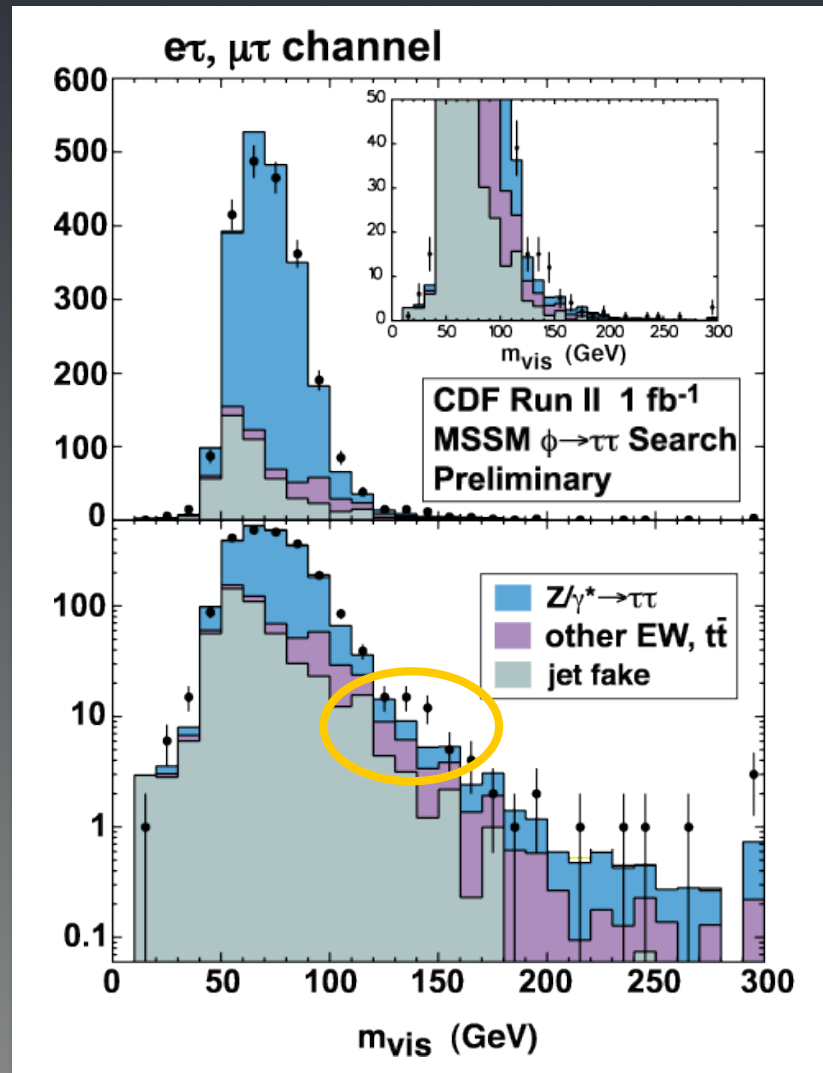 eτ, μτ channel
600
500
400
300
200
100
0
50
40
30
20
10
0
0 50 100 150 200 250 300
m_vis (GeV)
CDF Run II 1 fb⁻¹
MSSM ϕ→ττ Search
Preliminary
100
10
1
0.1
Z/γ*→ττ
other EW, tt̄
jet fake
0 50 100 150 200 250 300
m_vis (GeV)